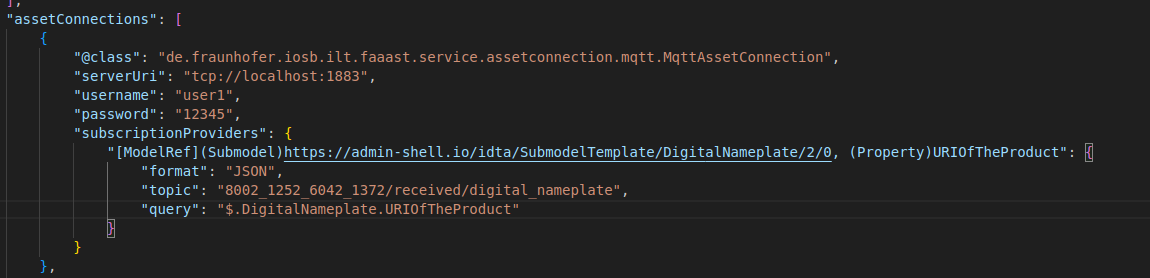 ],
"assetConnections": [
{
"@class": "de.fraunhofer.iosb.ilt.faaast.service.assetconnection.mqtt.MqttAssetConnection",
"serverUri": "tcp://localhost:1883",
"username": "user1",
"password": "12345",
"subscriptionProviders": {
"[ModelRef](Submodel)https://admin-shell.io/idta/SubmodelTemplate/DigitalNameplate/2/0, (Property)URIOfTheProduct": {
"format": "JSON",
"topic": "8002_1252_6042_1372/received/digital_nameplate",
"query": "$.DigitalNameplate.URIOfTheProduct"
}
}
},